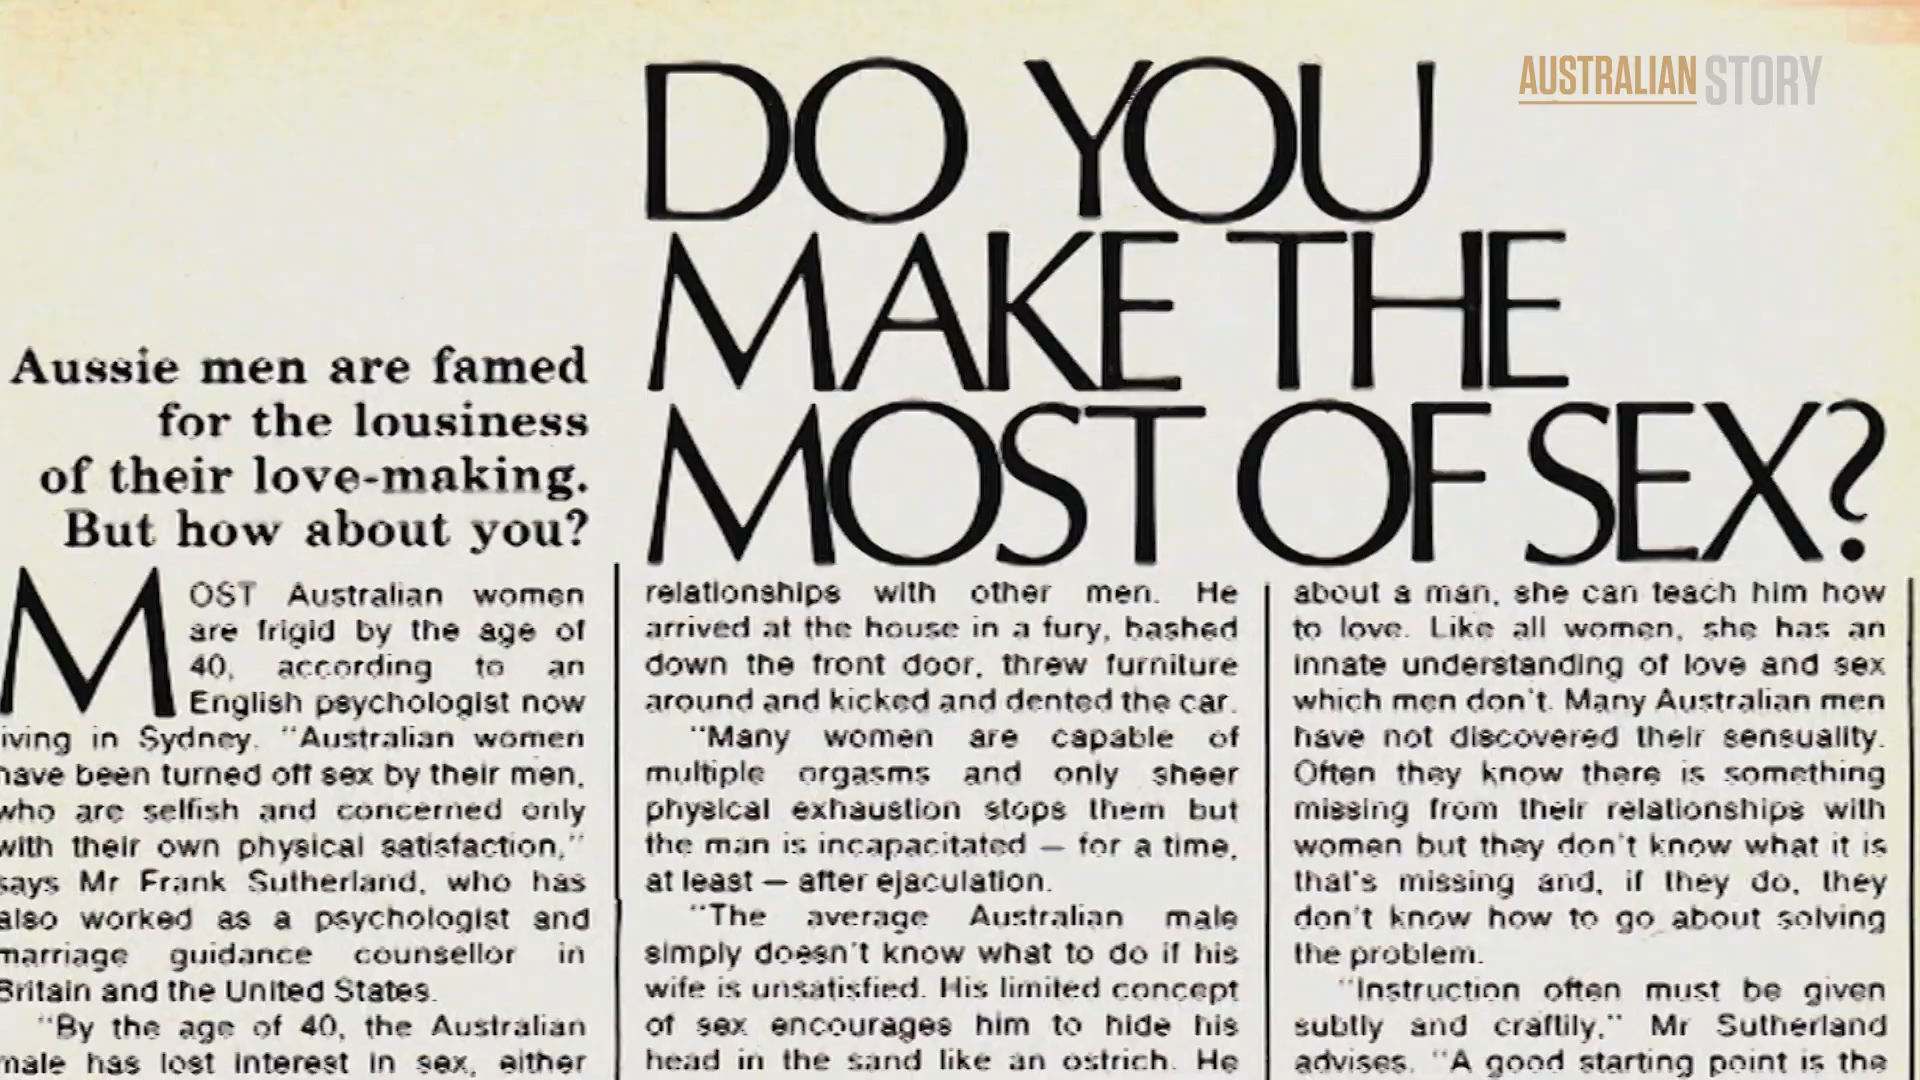 AUSTRALIAN STORY
DO YOU
MAKE THE
MOST OF SEX?
Aussie men are famed
for the lousiness
of their love-making.
But how about you?
MOST Australian women
are frigid by the age of
40, according to an
English psychologist now
iving in Sydney. "Australian women
have been turned off sex by their men,
who are selfish and concerned only
with their own physical satisfaction,"
says Mr Frank Sutherland, who has
also worked as a psychologist and
marriage guidance counsellor in
Britain and the United States.
"By the age of 40, the Australian
male has lost interest in sex, either
relationships with other men. He
arrived at the house in a fury, bashed
down the front door, threw furniture
around and kicked and dented the car.
"Many women are capable of
multiple orgasms and only sheer
physical exhaustion stops them but
the man is incapacitated — for a time,
at least — after ejaculation.
"The average Australian male
simply doesn't know what to do if his
wife is unsatisfied. His limited concept
of sex encourages him to hide his
head in the sand like an ostrich. He
about a man, she can teach him how
to love. Like all women, she has an
innate understanding of love and sex
which men don't. Many Australian men
have not discovered their sensuality.
Often they know there is something
missing from their relationships with
women but they don't know what it is
that's missing and, if they do, they
don't know how to go about solving
the problem.
"Instruction often must be given
subtly and craftily," Mr Sutherland
advises. "A good starting point is the